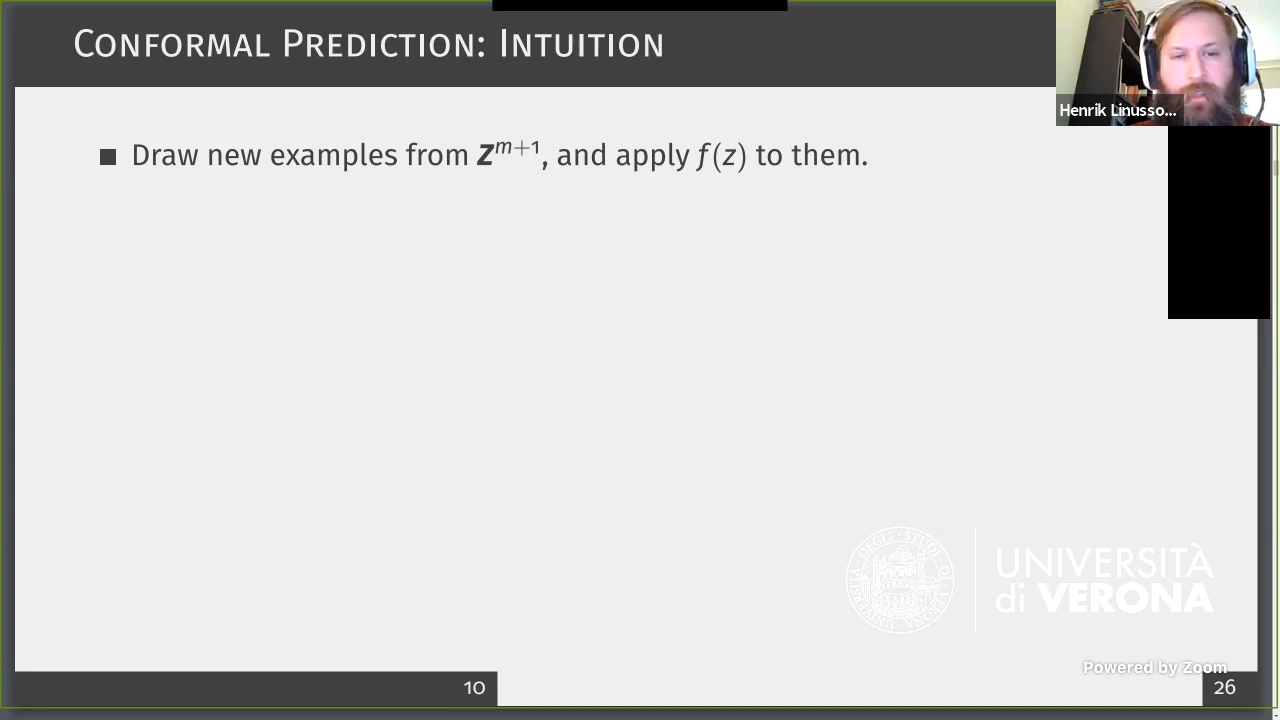 CONFORMAL PREDICTION: INTUITION
Henrik Linusso...
■ Draw new examples from Z^{m+1}, and apply f(z) to them.
UNIVERSITÀ
di VERONA
Powered by Zoom
10
26